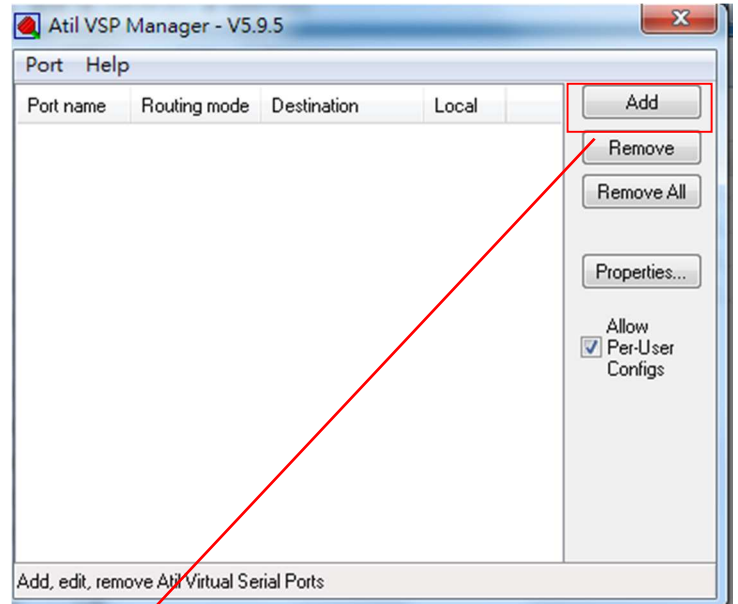 Atil VSP Manager - V5.9.5
Port Help
Port name Routing mode Destination Local
Add
Remove
Remove All
Properties...
Allow
Per-User
Configs
Add, edit, remove Atil Virtual Serial Ports